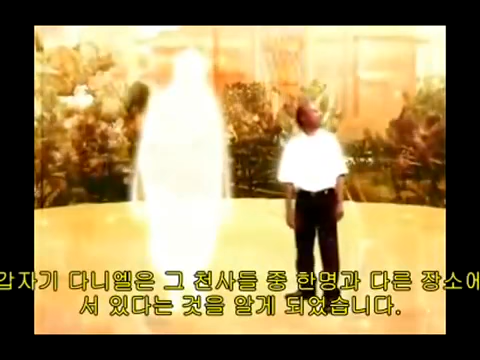 갑자기 다니엘은 그 천사들 중 한명과 다른 장소에
서 있다는 것을 알게 되었습니다.